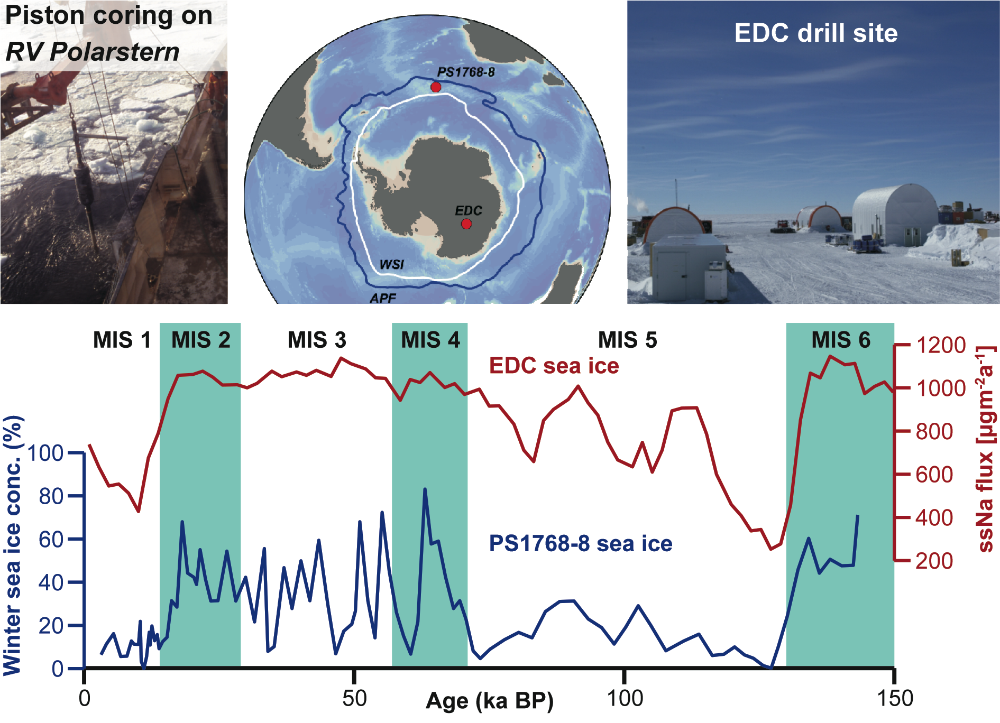 Piston coring on
RV Polarstern
PS1768-8
EDC
WSI
APF
EDC drill site
MIS 1
MIS 2
MIS 3
MIS 4
MIS 5
MIS 6
EDC sea ice
PS1768-8 sea ice
Winter sea ice conc. (%)
100
80
60
40
20
0
1200
1000
800
600
400
200
ssNa flux [µgm⁻²a⁻¹]
0
50
100
150
Age (ka BP)